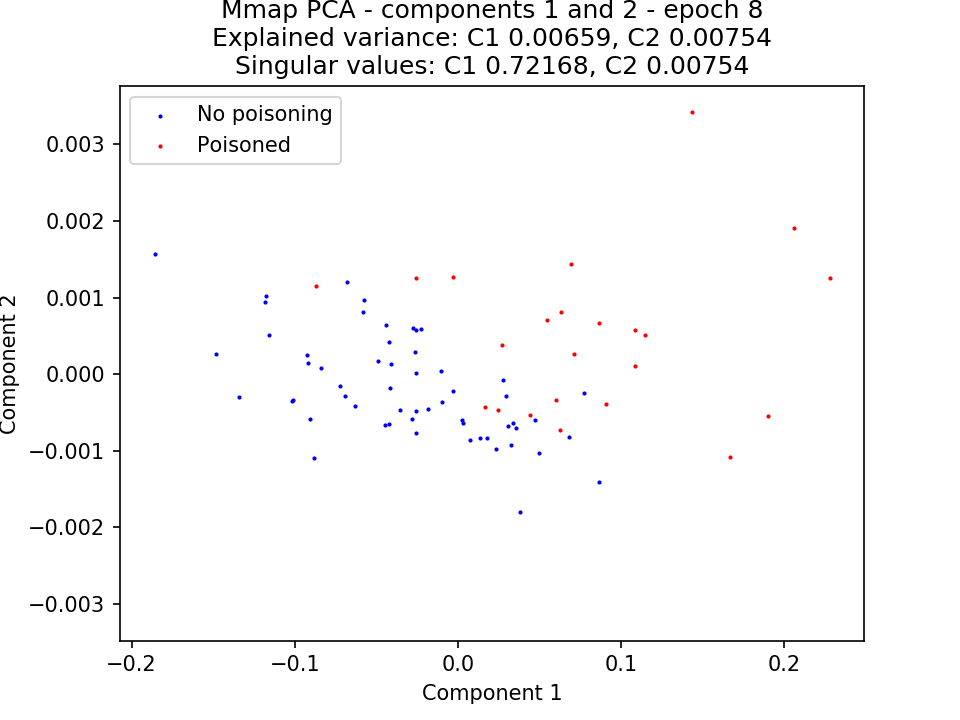 Mmap PCA - components 1 and 2 - epoch 8
Explained variance: C1 0.00659, C2 0.00754
Singular values: C1 0.72168, C2 0.00754
No poisoning
Poisoned
0.003
0.002
0.001
0.000
−0.001
−0.002
−0.003
Component 2
−0.2
−0.1
0.0
0.1
0.2
Component 1